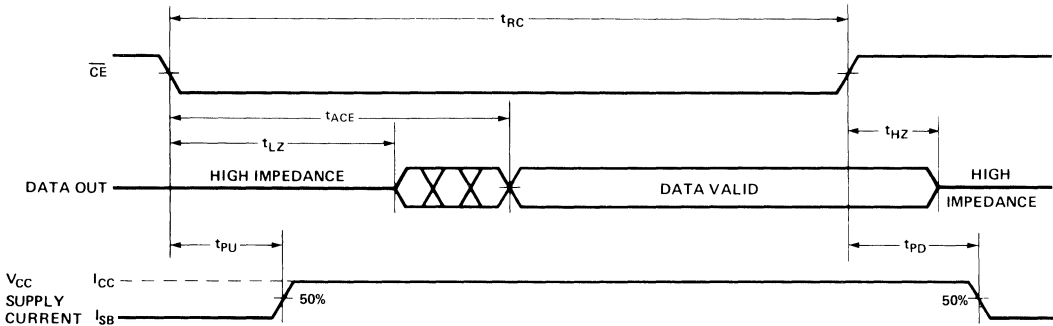 tRC
CE
tACE
tLZ
tHZ
DATA OUT
HIGH IMPEDANCE
DATA VALID
HIGH
IMPEDANCE
tPU
tPD
VCC
ICC
SUPPLY
50%
50%
CURRENT
ISB